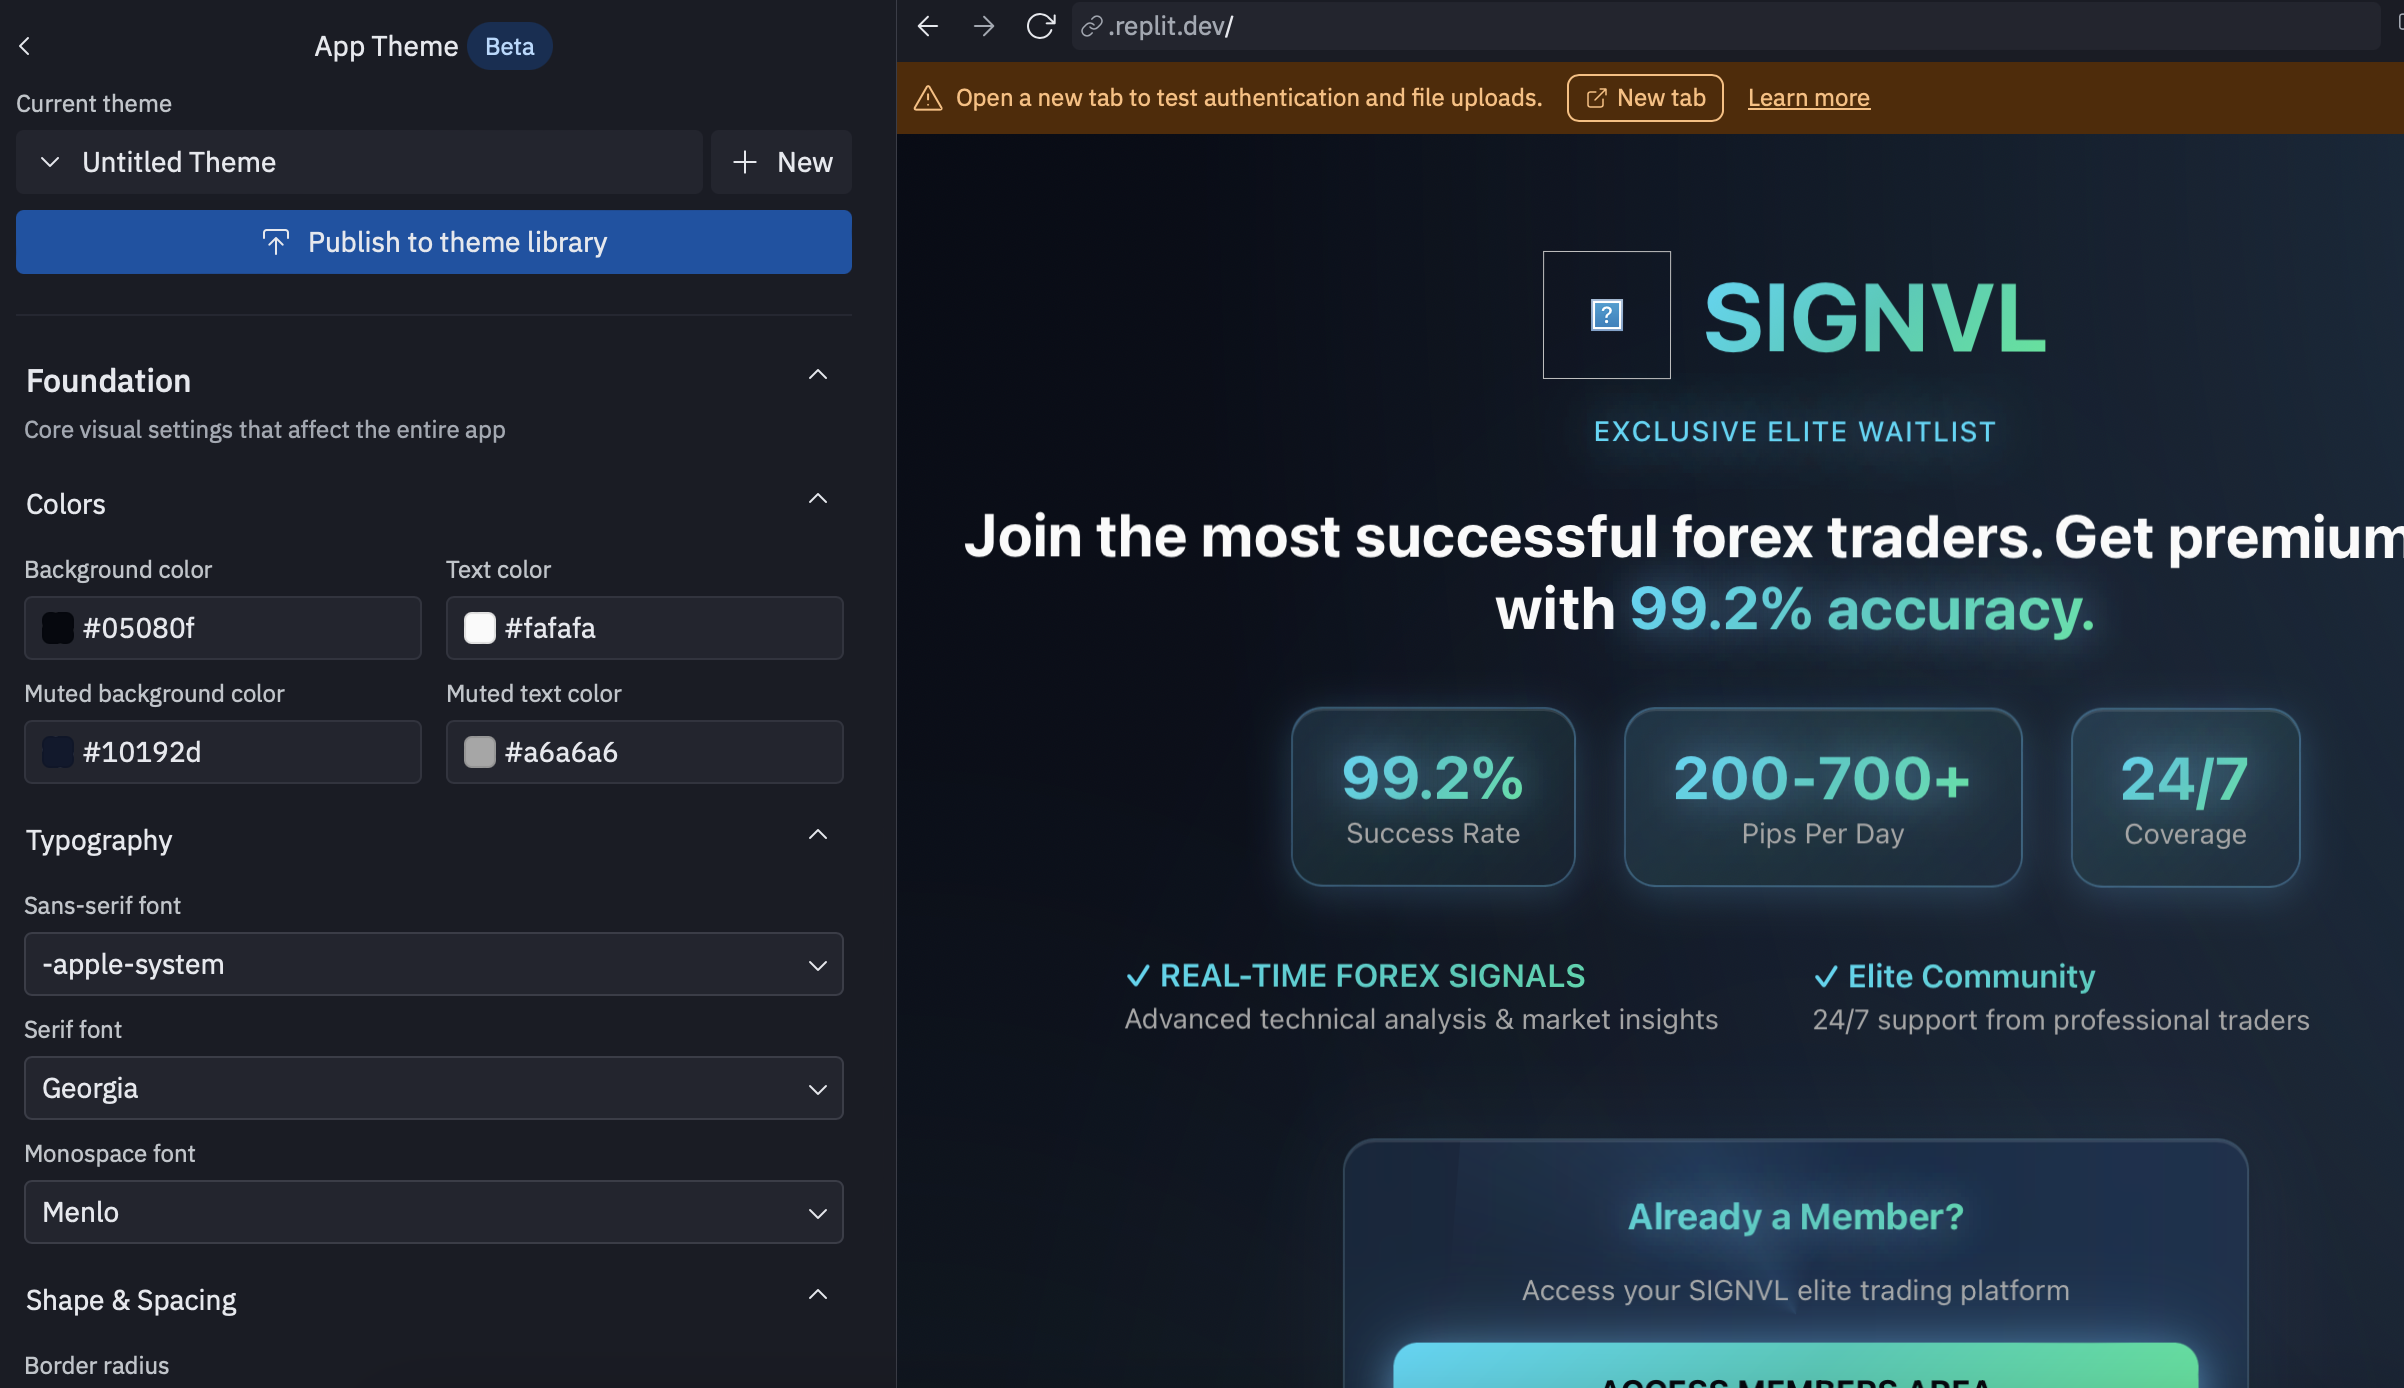 App Theme Beta
Current theme
Untitled Theme
New
Publish to theme library
Foundation
Core visual settings that affect the entire app
Colors
Background color
Text color
#05080f
#fafafa
Muted background color
Muted text color
#10192d
#a6a6a6
Typography
Sans-serif font
-apple-system
Serif font
Georgia
Monospace font
Menlo
Shape & Spacing
Border radius
.replit.dev/
Open a new tab to test authentication and file uploads.
New tab
Learn more
?
SIGNVL
EXCLUSIVE ELITE WAITLIST
Join the most successful forex traders. Get premium
with 99.2% accuracy.
99.2%
Success Rate
200-700+
Pips Per Day
24/7
Coverage
✓ REAL-TIME FOREX SIGNALS
Advanced technical analysis & market insights
✓ Elite Community
24/7 support from professional traders
Already a Member?
Access your SIGNVL elite trading platform
ACCESS MEMBERS AREA